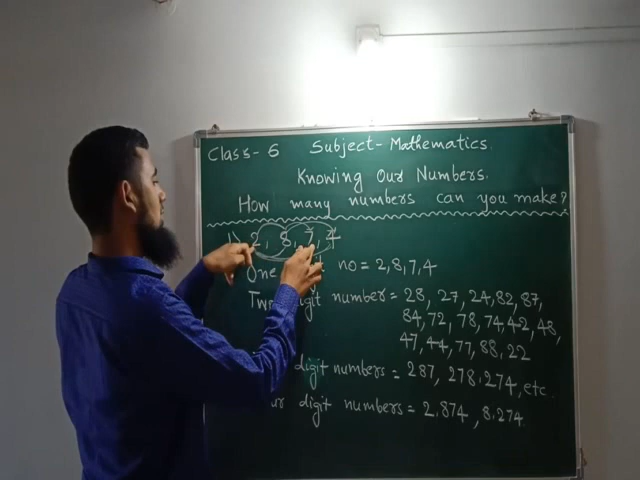 Class- 6 Subject- Mathematics.
Knowing Our Numbers.
How many numbers can you make?
1) 2, 8, 7, 4
One no = 2,8,7,4
Two digit number = 28, 27, 24, 82, 87,
84, 72, 78, 74, 42, 48,
47, 44, 77, 88, 22
digit numbers = 287, 278.274, etc.
digit numbers = 2,874, 8,274